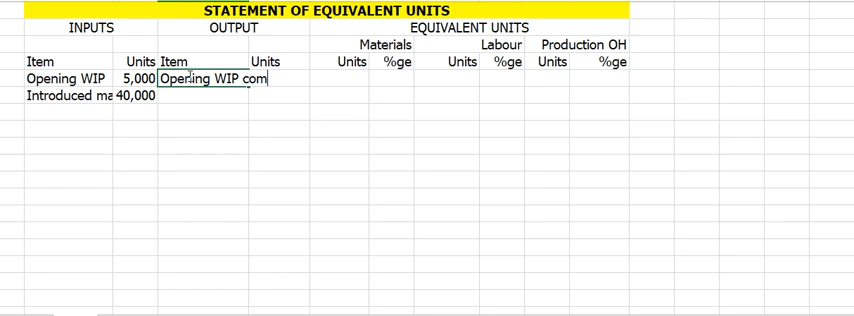 STATEMENT OF EQUIVALENT UNITS
INPUTS OUTPUT EQUIVALENT UNITS
Materials Labour Production OH
Item Units Item Units Units %ge Units %ge Units %ge
Opening WIP 5,000 Opening WIP com
Introduced ma 40,000